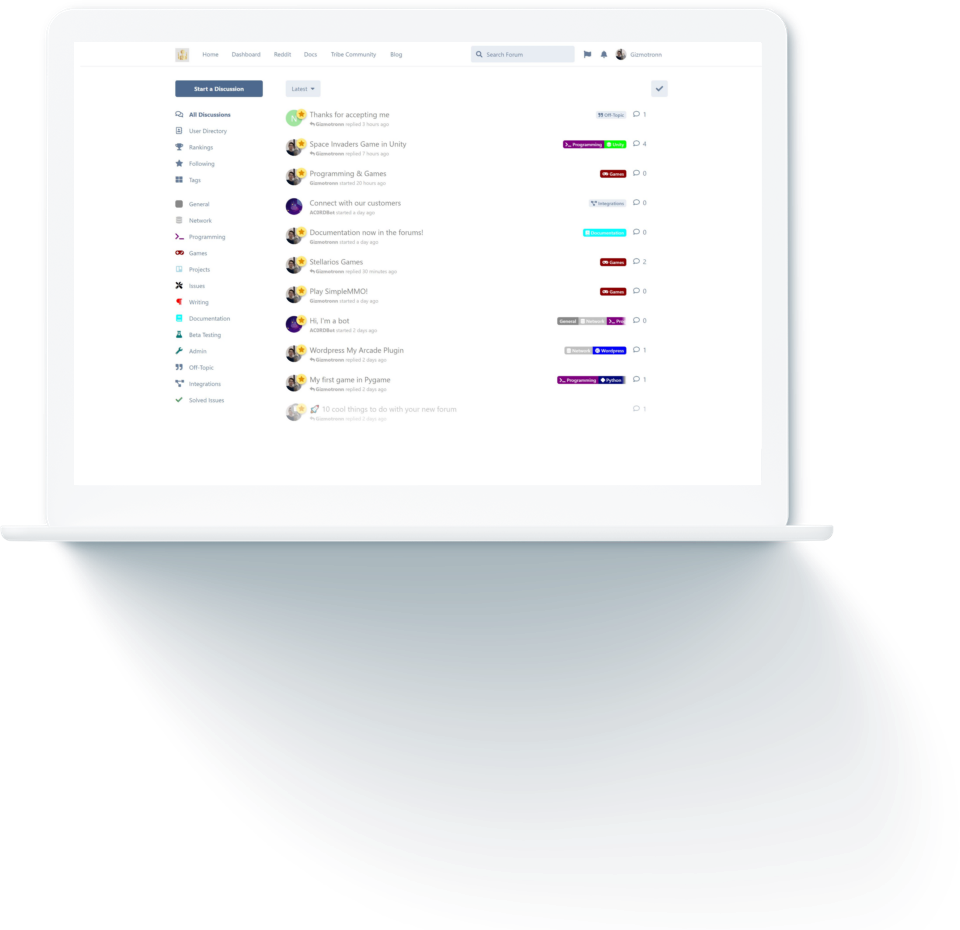 Home Dashboard Reddit Docs Tribe Community Blog Search Forum Gizmotronn
Start a Discussion
Latest
All Discussions
User Directory
Rankings
Following
Tags
General
Network
Programming
Games
Projects
Issues
Writing
Documentation
Beta Testing
Admin
Off-Topic
Integrations
Solved Issues
Thanks for accepting me Off-Topic 1
Gizmotronn replied 5 hours ago
Space Invaders Game in Unity Programming Unity 4
Gizmotronn replied 7 hours ago
Programming & Games Games 0
Gizmotronn started 20 hours ago
Connect with our customers Integrations 0
started a day ago
Documentation now in the forums! Documentation 0
Gizmotronn started a day ago
Stellarios Games Games 2
Gizmotronn replied 30 minutes ago
Play SimpleMMO! Games 0
Gizmotronn started a day ago
Hi, I'm a bot General Network 0
started 2 days ago
Wordpress My Arcade Plugin Network Wordpress 1
Gizmotronn replied 2 days ago
My first game in Pygame Programming Python 1
Gizmotronn replied 2 days ago
10 cool things to do with your new forum 1
Gizmotronn replied 2 days ago